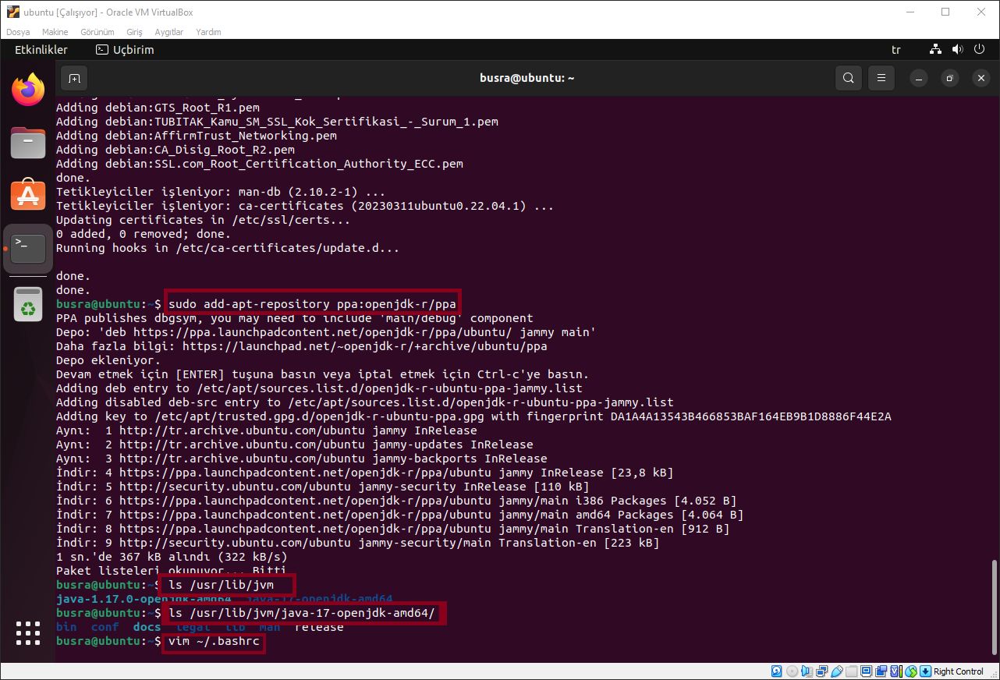 ubuntu [Çalışıyor] - Oracle VM VirtualBox
Dosya Makine Görünüm Giriş Aygıtlar Yardım
Etkinlikler Uçbirim tr
busra@ubuntu: ~
Adding debian:GTS_Root_R1.pem
Adding debian:TUBITAK_Kamu_SM_SSL_Kok_Sertifikasi_-_Surum_1.pem
Adding debian:AffirmTrust_Networking.pem
Adding debian:CA_Disig_Root_R2.pem
Adding debian:SSL.com_Root_Certification_Authority_ECC.pem
done.
Tetikleyiciler işleniyor: man-db (2.10.2-1) ...
Tetikleyiciler işleniyor: ca-certificates (20230311ubuntu0.22.04.1) ...
Updating certificates in /etc/ssl/certs...
0 added, 0 removed; done.
Running hooks in /etc/ca-certificates/update.d...
done.
done.
busra@ubuntu:~$ sudo add-apt-repository ppa:openjdk-r/ppa
PPA publishes dbgsym, you may need to include 'main/debug' component
Depo: 'deb https://ppa.launchpadcontent.net/openjdk-r/ppa/ubuntu/ jammy main'
Daha fazla bilgi: https://launchpad.net/~openjdk-r/+archive/ubuntu/ppa
Depo ekleniyor.
Devam etmek için [ENTER] tuşuna basın veya iptal etmek için Ctrl-c'ye basın.
Adding deb entry to /etc/apt/sources.list.d/openjdk-r-ubuntu-ppa-jammy.list
Adding disabled deb-src entry to /etc/apt/sources.list.d/openjdk-r-ubuntu-ppa-jammy.list
Adding key to /etc/apt/trusted.gpg.d/openjdk-r-ubuntu-ppa.gpg with fingerprint DA1A4A13543B466853BAF164EB9B1D8886F44E2A
Aynı: 1 http://tr.archive.ubuntu.com/ubuntu jammy InRelease
Aynı: 2 http://tr.archive.ubuntu.com/ubuntu jammy-updates InRelease
Aynı: 3 http://tr.archive.ubuntu.com/ubuntu jammy-backports InRelease
İndir: 4 https://ppa.launchpadcontent.net/openjdk-r/ppa/ubuntu jammy InRelease [23,8 kB]
İndir: 5 http://security.ubuntu.com/ubuntu jammy-security InRelease [110 kB]
İndir: 6 https://ppa.launchpadcontent.net/openjdk-r/ppa/ubuntu jammy/main i386 Packages [4.052 B]
İndir: 7 https://ppa.launchpadcontent.net/openjdk-r/ppa/ubuntu jammy/main amd64 Packages [4.064 B]
İndir: 8 https://ppa.launchpadcontent.net/openjdk-r/ppa/ubuntu jammy/main Translation-en [912 B]
İndir: 9 http://security.ubuntu.com/ubuntu jammy-security/main Translation-en [223 kB]
1 sn.'de 367 kB alındı (322 kB/s)
Paket listeleri okunuyor... Bitti
busra@ubuntu:~$ ls /usr/lib/jvm
java-1.17.0-openjdk-amd64 java-17-openjdk-amd64
busra@ubuntu:~$ ls /usr/lib/jvm/java-17-openjdk-amd64/
bin conf docs legal lib man release
busra@ubuntu:~$ vim ~/.bashrc
Right Control